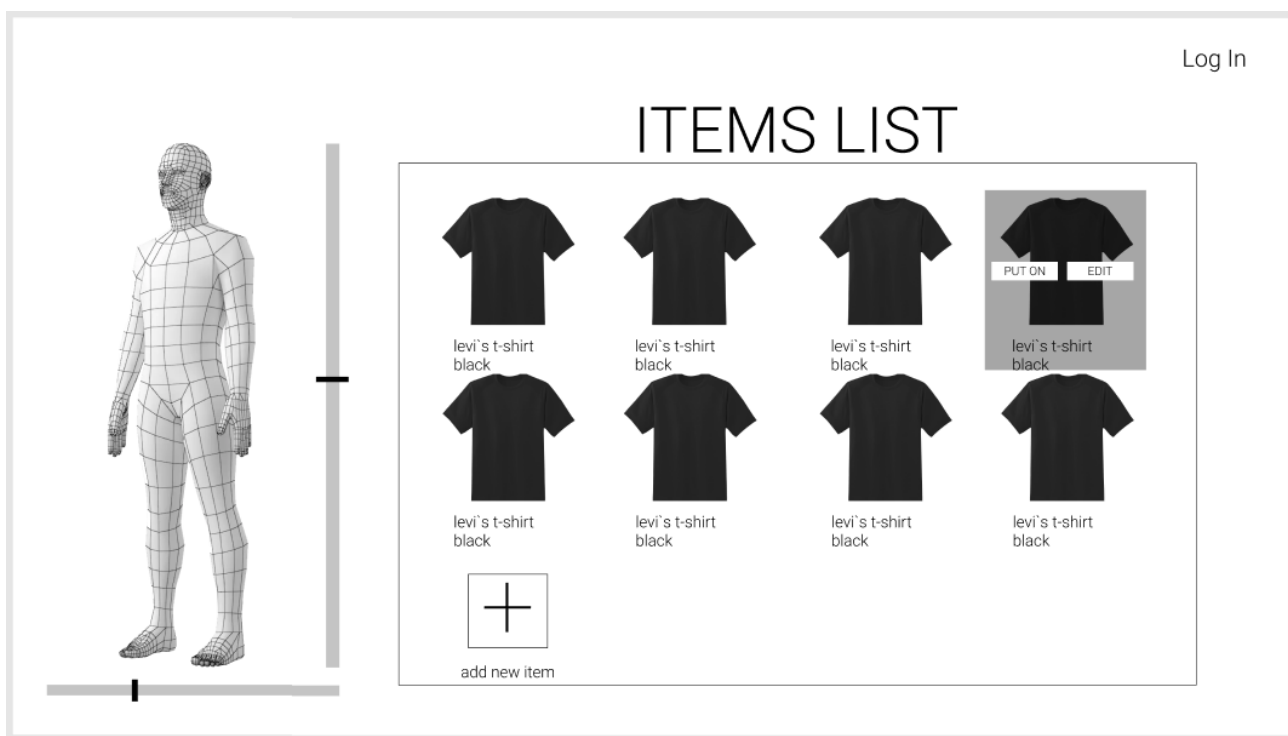 Log In
ITEMS LIST
PUT ON
EDIT
levi`s t-shirt
black
levi`s t-shirt
black
levi`s t-shirt
black
levi`s t-shirt
black
levi`s t-shirt
black
levi`s t-shirt
black
levi`s t-shirt
black
levi`s t-shirt
black
add new item